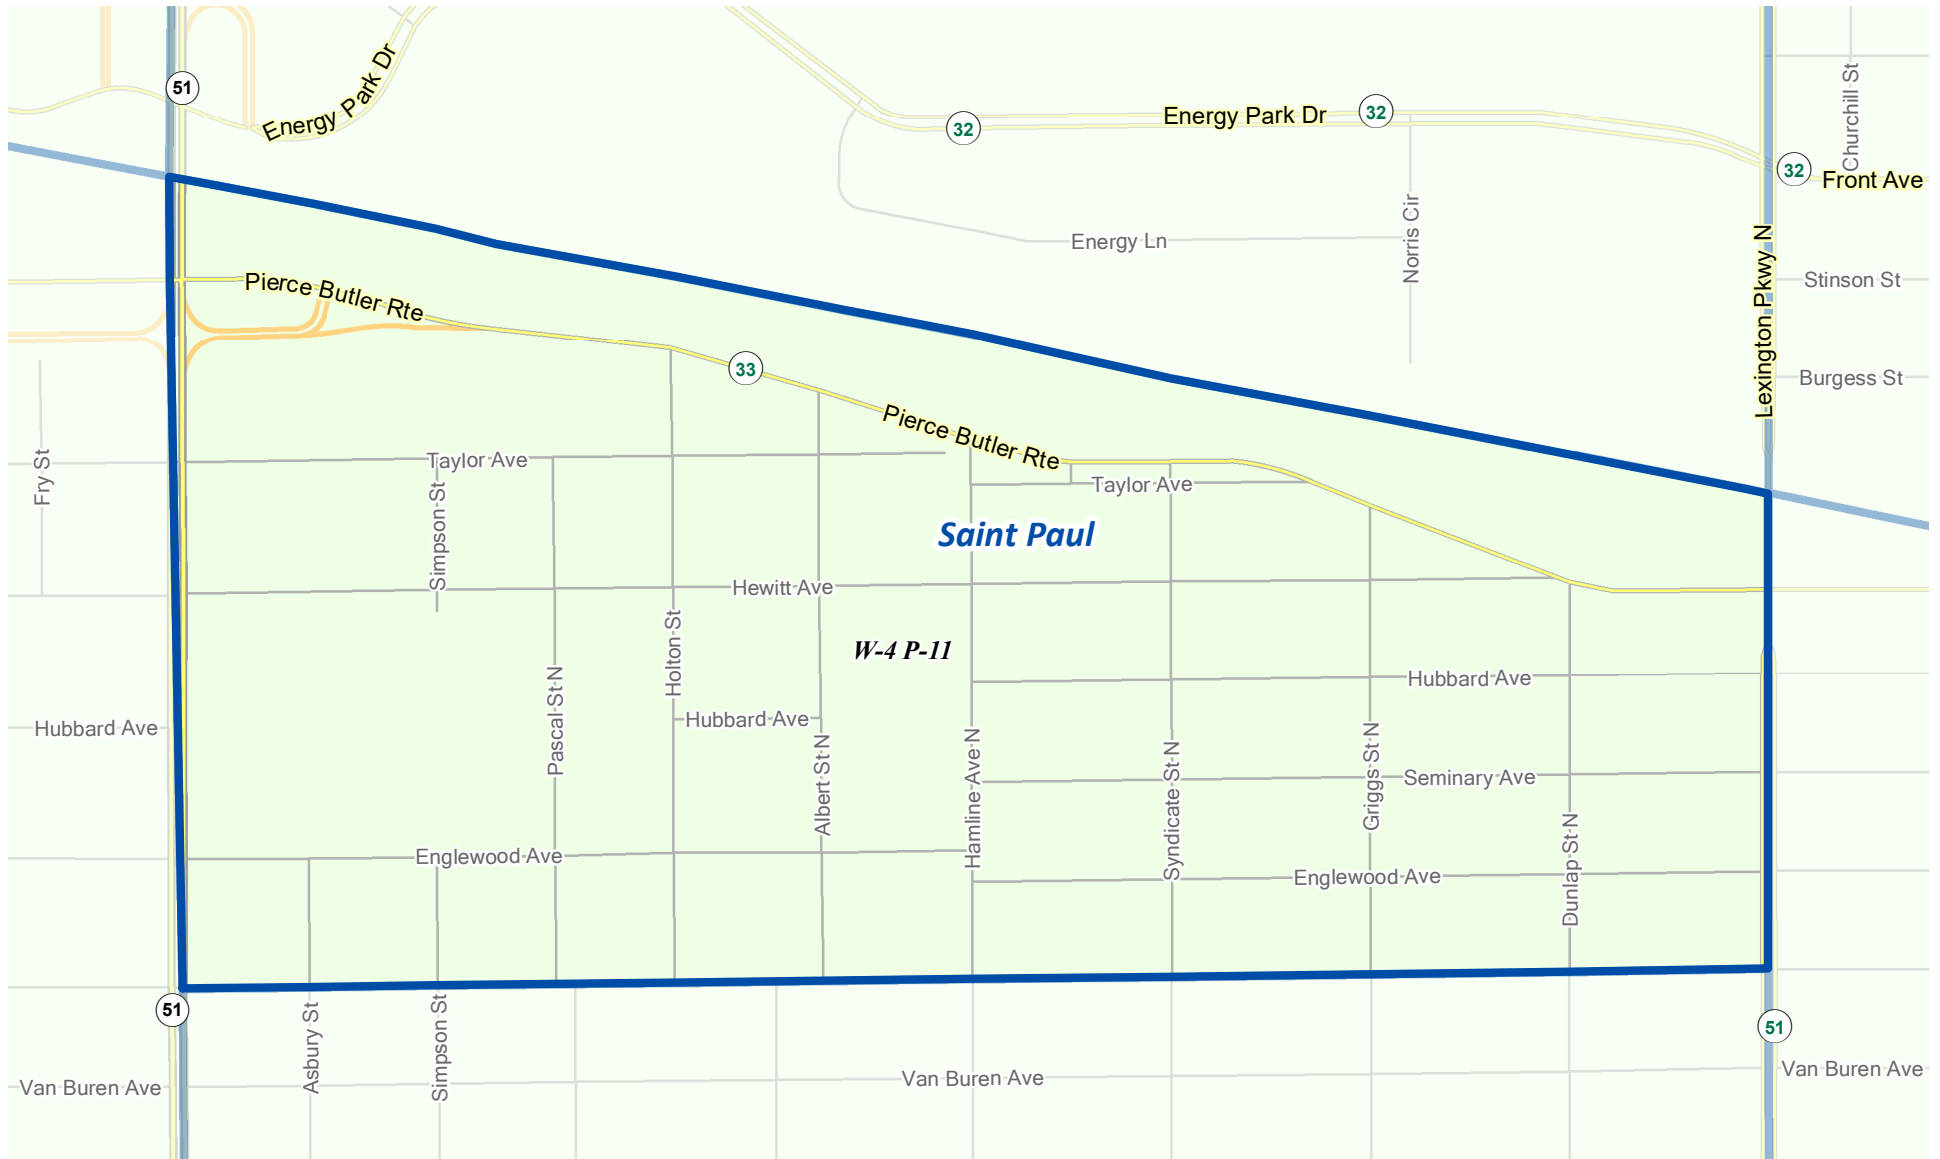 51
Energy Park Dr
32
Energy Park Dr
32
Churchill St
32
Front Ave
Energy Ln
Norris Cir
Lexington Pkwy N
Stinson St
Pierce Butler Rte
33
Burgess St
Pierce Butler Rte
Fry St
Taylor Ave
Simpson St
Taylor Ave
Saint Paul
Hewitt Ave
Holton St
W-4 P-11
Pascal St N
Hubbard Ave
Hubbard Ave
Hubbard Ave
Albert St N
Hamline Ave N
Syndicate St N
Griggs St N
Seminary Ave
Dunlap St N
Englewood Ave
Englewood Ave
51
Asbury St
Simpson St
51
Van Buren Ave
Van Buren Ave
Van Buren Ave